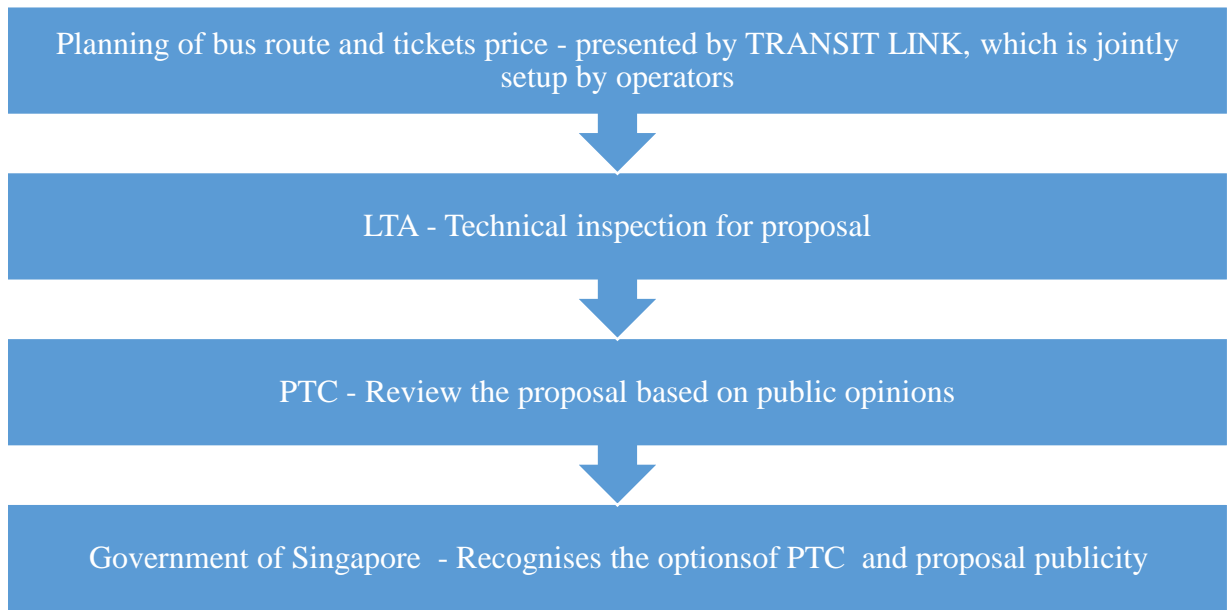 Planning of bus route and tickets price - presented by TRANSIT LINK, which is jointly
setup by operators
LTA - Technical inspection for proposal
PTC - Review the proposal based on public opinions
Government of Singapore - Recognises the optionsof PTC and proposal publicity